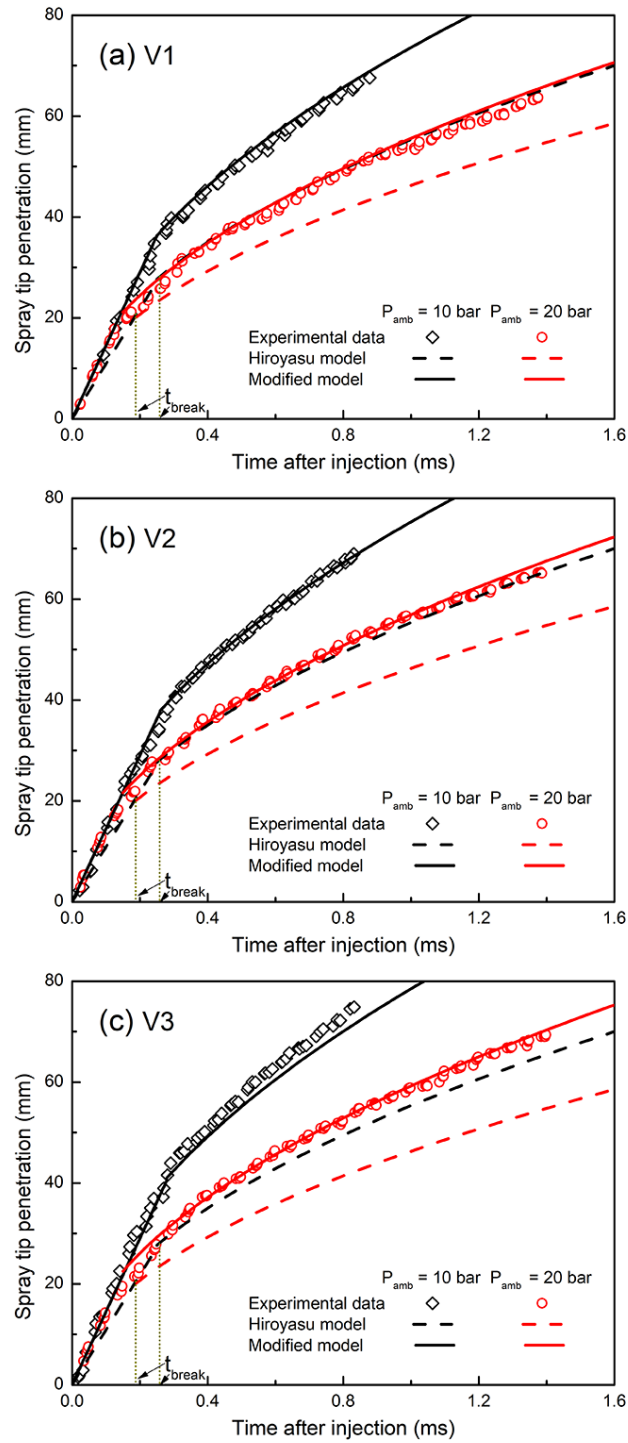 (a) V1
80
60
40
20
0
Spray tip penetration (mm)
P_amb = 10 bar P_amb = 20 bar
Experimental data
Hiroyasu model
Modified model
t_break
0.0 0.4 0.8 1.2 1.6
Time after injection (ms)
(b) V2
80
60
40
20
0
Spray tip penetration (mm)
P_amb = 10 bar P_amb = 20 bar
Experimental data
Hiroyasu model
Modified model
t_break
0.0 0.4 0.8 1.2 1.6
Time after injection (ms)
(c) V3
80
60
40
20
0
Spray tip penetration (mm)
P_amb = 10 bar P_amb = 20 bar
Experimental data
Hiroyasu model
Modified model
t_break
0.0 0.4 0.8 1.2 1.6
Time after injection (ms)